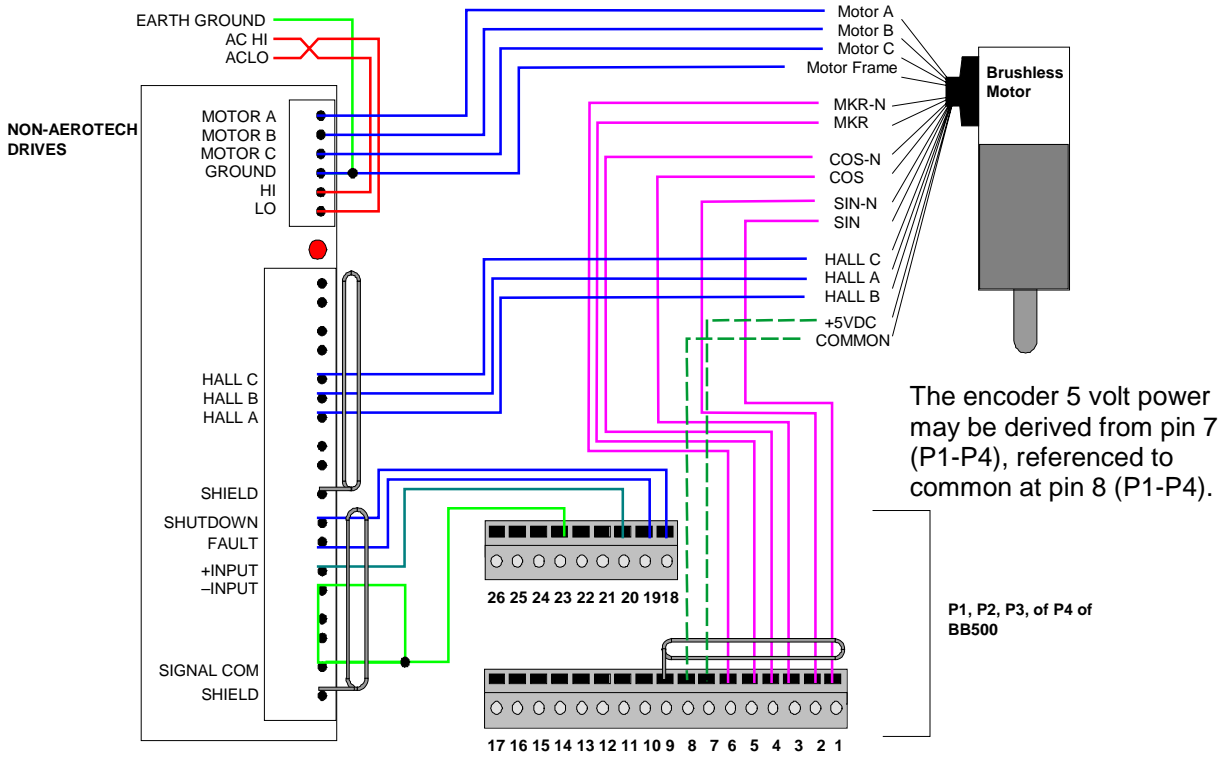 EARTH GROUND
AC HI
ACLO
NON-AEROTECH
DRIVES
MOTOR A
MOTOR B
MOTOR C
GROUND
HI
LO
HALL C
HALL B
HALL A
SHIELD
SHUTDOWN
FAULT
+INPUT
–INPUT
SIGNAL COM
SHIELD
Motor A
Motor B
Motor C
Motor Frame
MKR-N
MKR
COS-N
COS
SIN-N
SIN
HALL C
HALL A
HALL B
+5VDC
COMMON
Brushless
Motor
The encoder 5 volt power
may be derived from pin 7
(P1-P4), referenced to
common at pin 8 (P1-P4).
26 25 24 23 22 21 20 19 18
P1, P2, P3, of P4 of
BB500
17 16 15 14 13 12 11 10 9 8 7 6 5 4 3 2 1